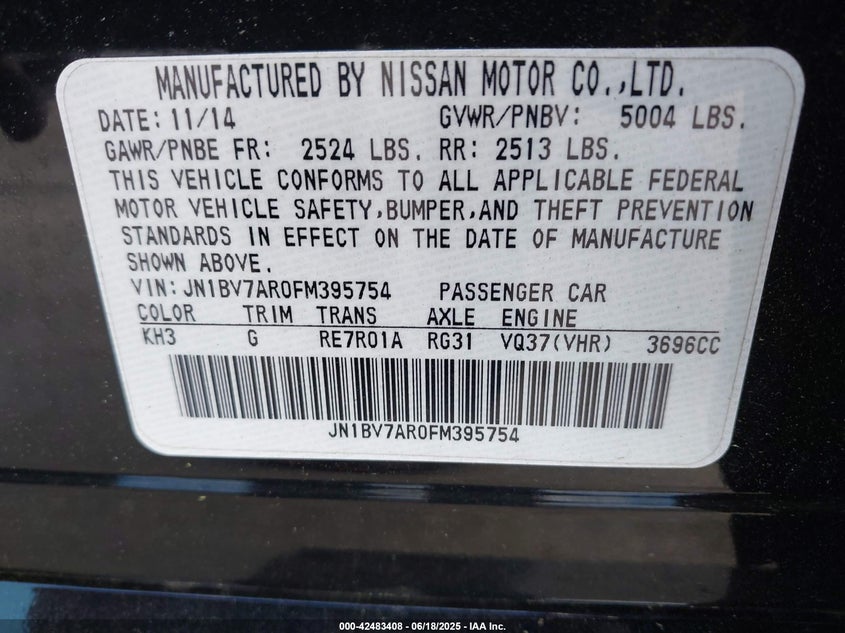 MANUFACTURED BY NISSAN MOTOR CO.,LTD.
DATE: 11/14 GVWR/PNBV: 5004 LBS.
GAWR/PNBE FR: 2524 LBS. RR: 2513 LBS.
THIS VEHICLE CONFORMS TO ALL APPLICABLE FEDERAL
MOTOR VEHICLE SAFETY,BUMPER,AND THEFT PREVENTION
STANDARDS IN EFFECT ON THE DATE OF MANUFACTURE
SHOWN ABOVE.
VIN:JN1BV7AR0FM395754 PASSENGER CAR
COLOR TRIM TRANS AXLE ENGINE
KH3 G RE7R01A RG31 VQ37(VHR) 3696CC
JN1BV7AR0FM395754
000-42483408 - 06/18/2025 - IAA Inc.